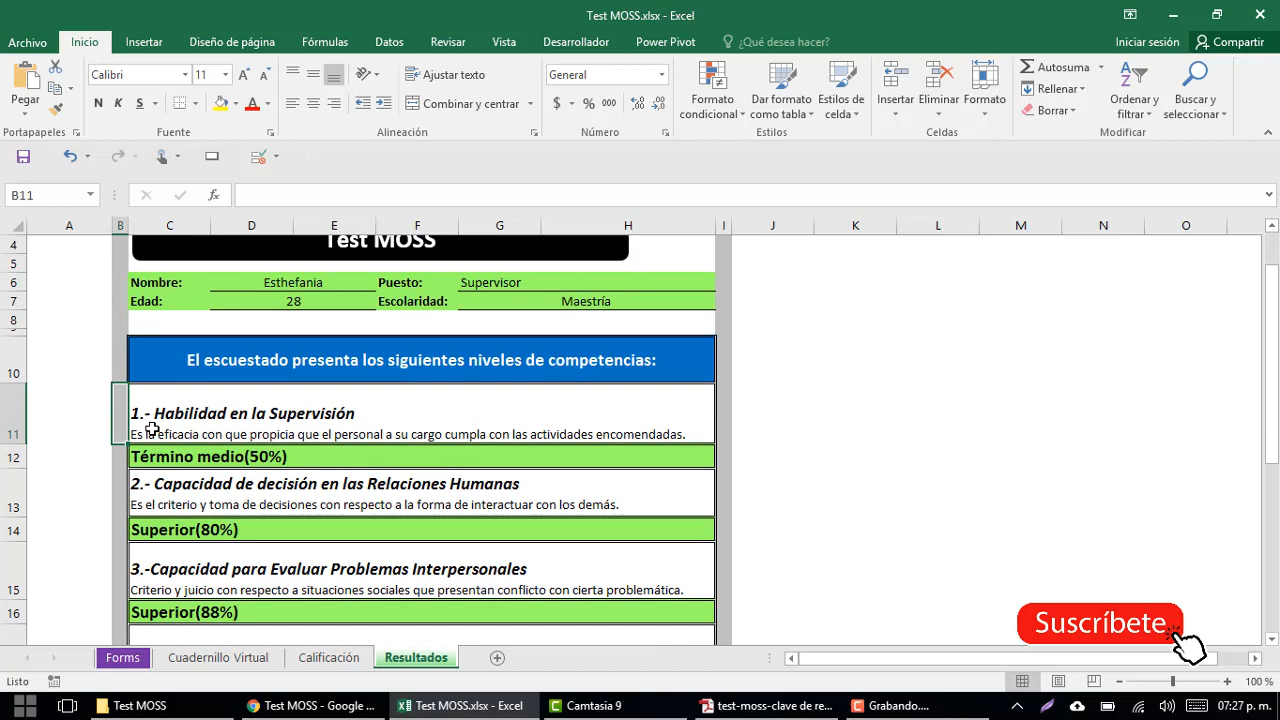 Test MOSS.xlsx - Excel
Archivo Inicio Insertar Diseño de página Fórmulas Datos Revisar Vista Desarrollador Power Pivot ¿Qué desea hacer? Iniciar sesión Compartir
Calibri 11 A A Ajustar texto General Autosuma
Rellenar
Pegar N K S A Combinar y centrar $ % 000 Formato condicional Dar formato como tabla Estilos de celda Insertar Eliminar Formato Borrar Ordenar y filtrar Buscar y seleccionar
Portapapeles Fuente Alineación Número Estilos Celdas Modificar
B11 fx
A B C D E F G H I J K L M N O
4 Test MOSS
5
6 Nombre: Esthefania Puesto: Supervisor
7 Edad: 28 Escolaridad: Maestría
8
10 El escuestado presenta los siguientes niveles de competencias:
1.- Habilidad en la Supervisión
11 Es la eficacia con que propicia que el personal a su cargo cumpla con las actividades encomendadas.
12 Término medio(50%)
2.- Capacidad de decisión en las Relaciones Humanas
13 Es el criterio y toma de decisiones con respecto a la forma de interactuar con los demás.
14 Superior(80%)
3.-Capacidad para Evaluar Problemas Interpersonales
15 Criterio y juicio con respecto a situaciones sociales que presentan conflicto con cierta problemática.
16 Superior(88%)
Suscríbete
Forms Cuadernillo Virtual Calificación Resultados
Listo 100 %
Test MOSS Test MOSS - Google ... Test MOSS.xlsx - Excel Camtasia 9 test-moss-clave de re... Grabando.... 07:27 p. m.